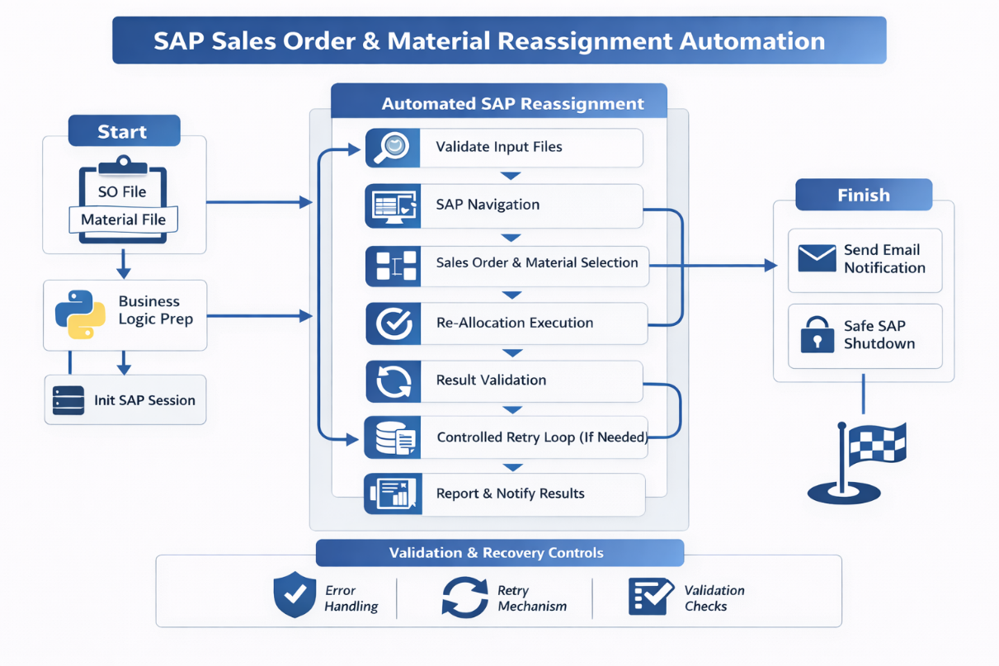 SAP Sales Order & Material Reassignment Automation
Start
SO File
Material File
Business
Logic Prep
Init SAP Session
Automated SAP Reassignment
Validate Input Files
SAP Navigation
Sales Order & Material Selection
Re-Allocation Execution
Result Validation
Controlled Retry Loop (If Needed)
Report & Notify Results
Finish
Send Email
Notification
Safe SAP
Shutdown
Validation & Recovery Controls
Error
Handling
Retry
Mechanism
Validation
Checks